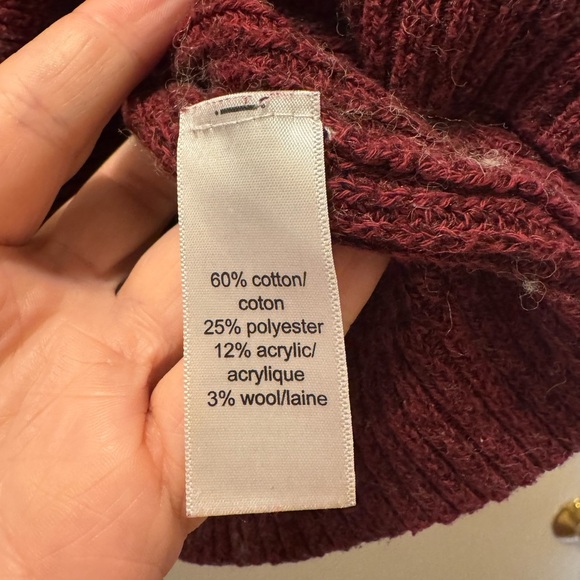 60% cotton/
coton
25% polyester
12% acrylic/
acrylique
3% wool/laine